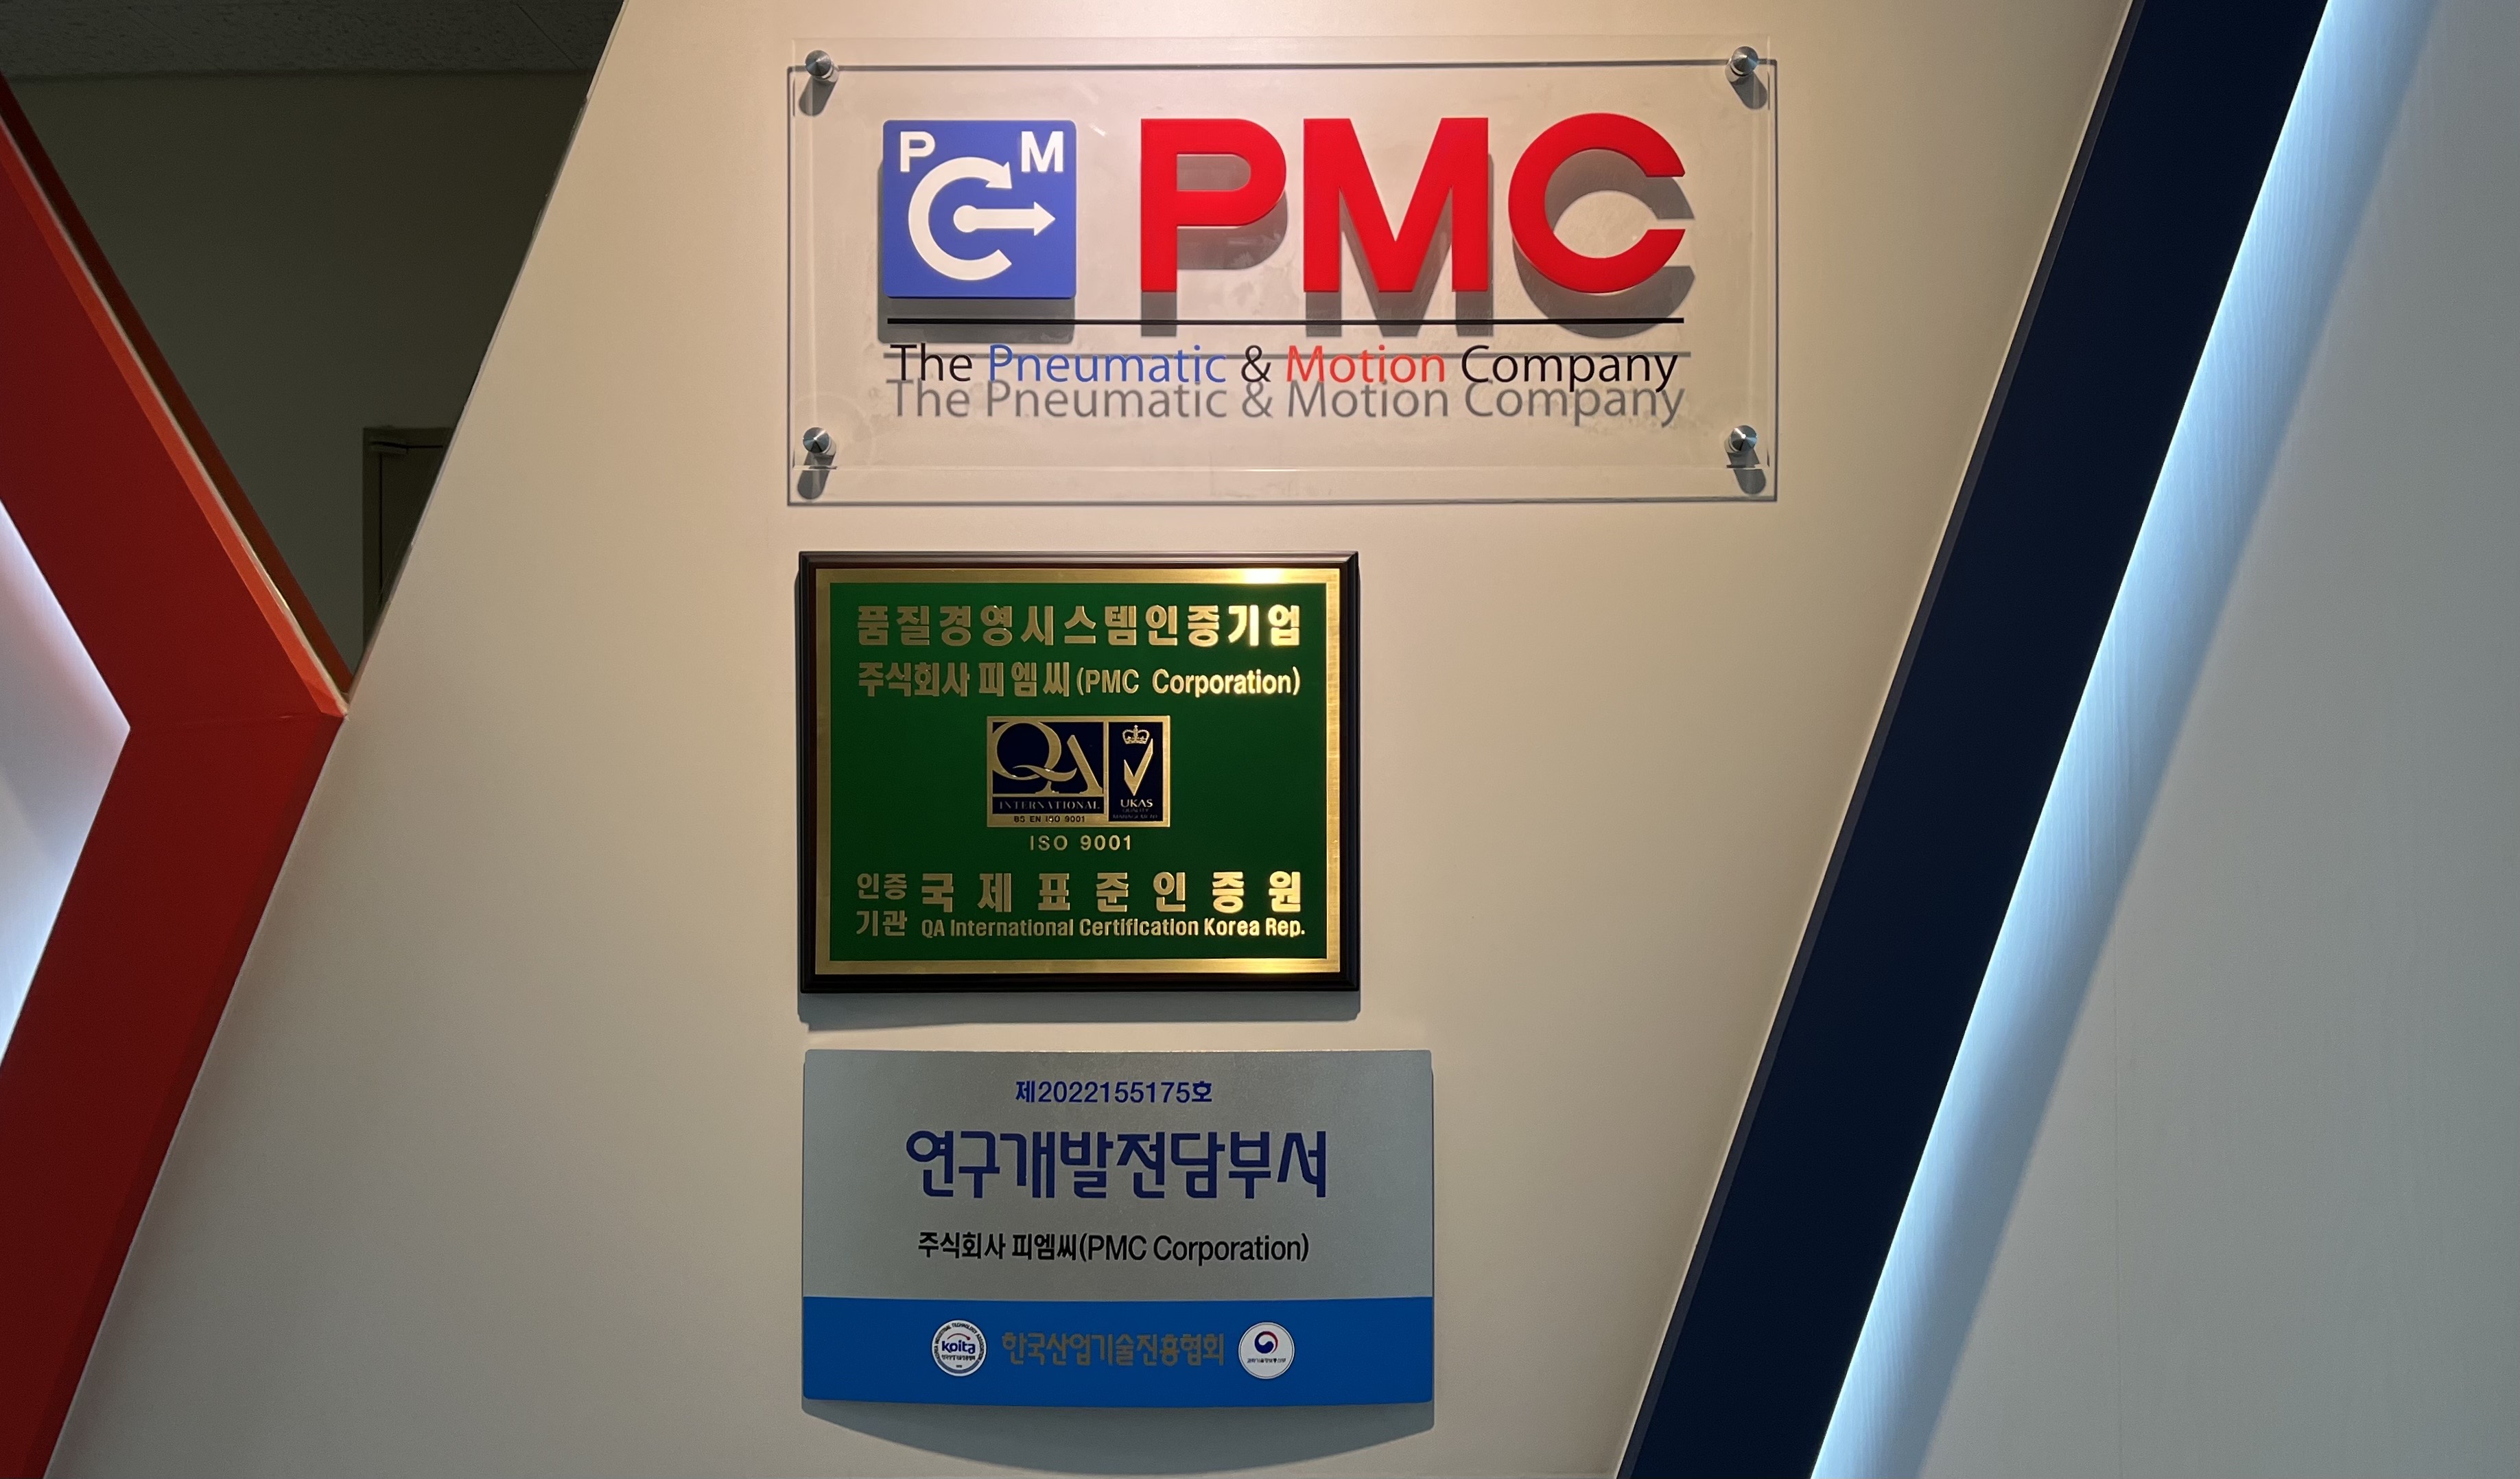 P M
C
PMC
The Pneumatic & Motion Company
품질경영시스템인증기업
주식회사 피엠씨(PMC Corporation)
QA
INTERNATIONAL
BS EN ISO 9001
UKAS
ISO 9001
인증기관 국제표준인증원
QA International Certification Korea Rep.
제2022155175호
연구개발전담부서
주식회사 피엠씨(PMC Corporation)
koita
한국산업기술진흥협회